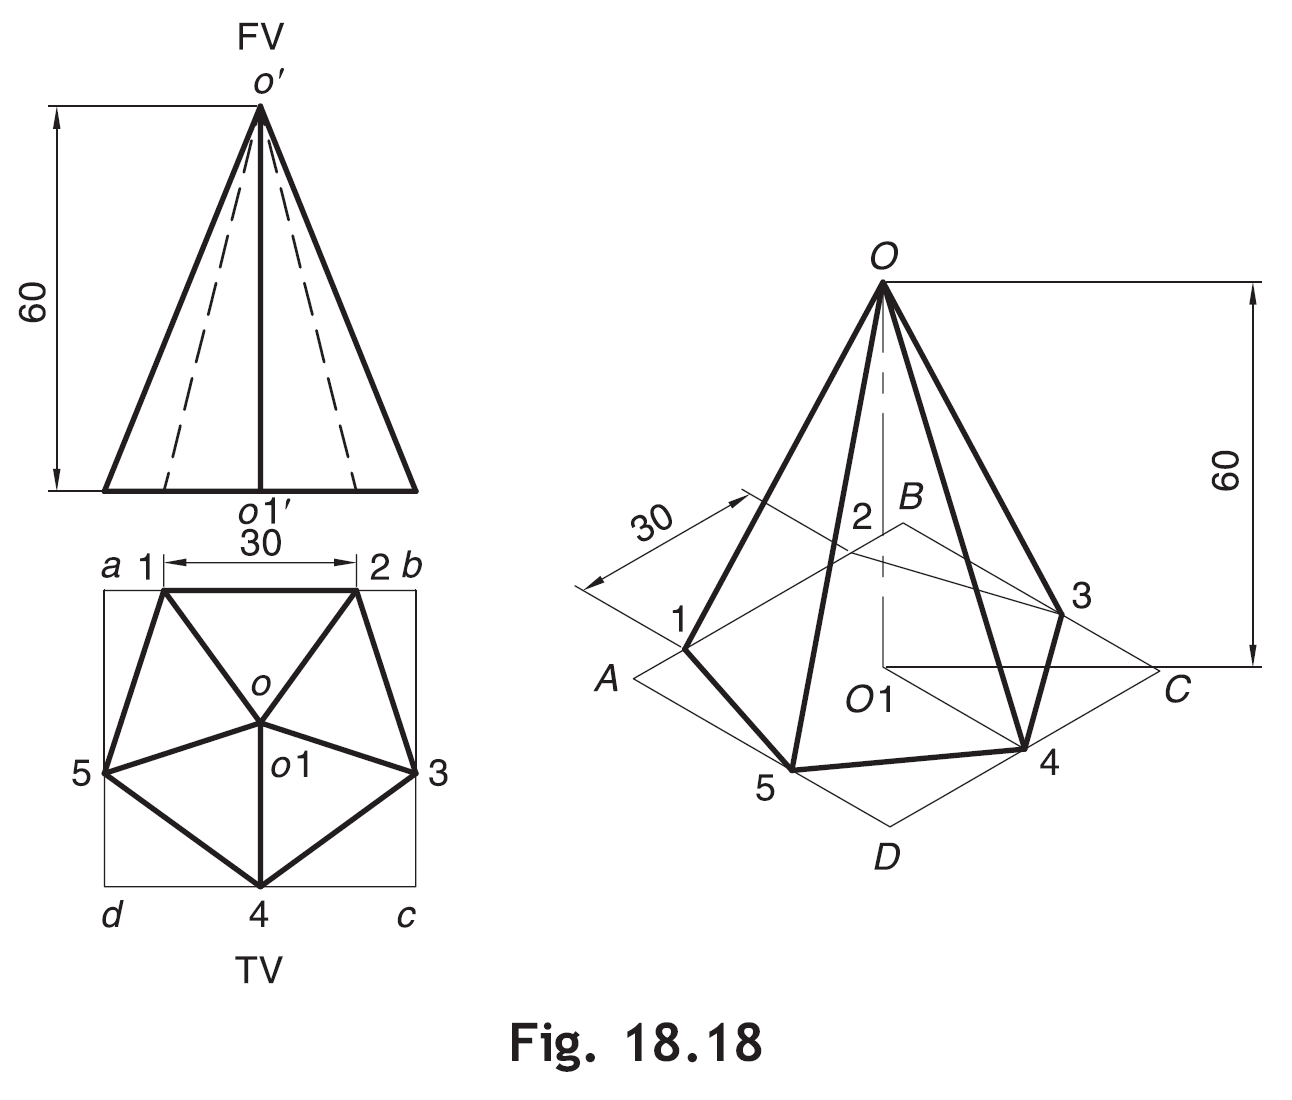 FV
o′
60
o1′
30
a 1 2 b
o
5 o1 3
d 4 c
TV
O
60
30
2 B
1 3
A O1 C
5 4
D
Fig. 18.18